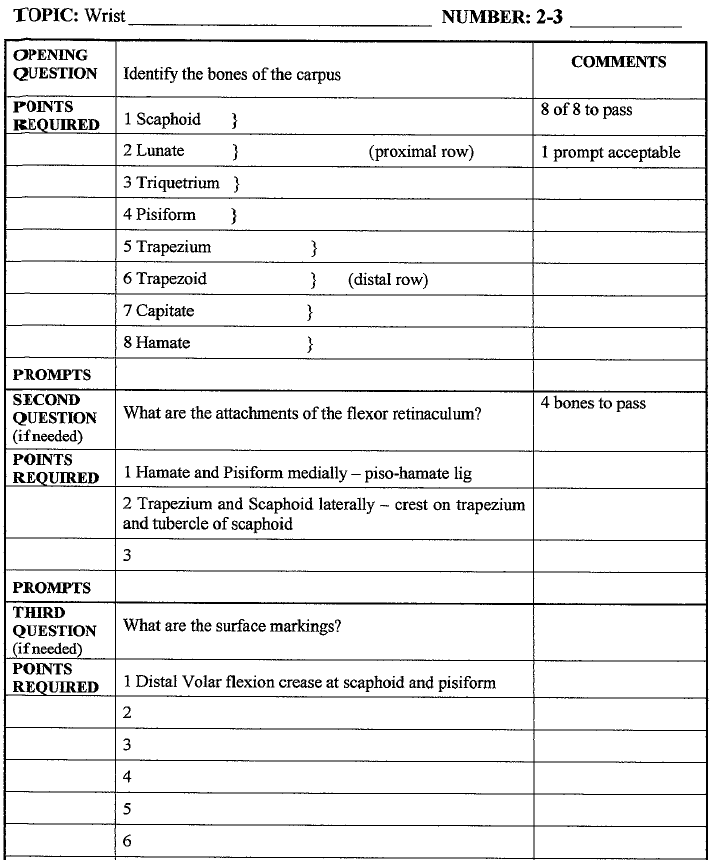 TOPIC: Wrist NUMBER: 2-3
OPENING QUESTION
Identify the bones of the carpus
COMMENTS
POINTS REQUIRED
1 Scaphoid }
8 of 8 to pass
2 Lunate } (proximal row)
1 prompt acceptable
3 Triquetrium }
4 Pisiform }
5 Trapezium }
6 Trapezoid } (distal row)
7 Capitate }
8 Hamate }
PROMPTS
SECOND QUESTION (if needed)
What are the attachments of the flexor retinaculum?
4 bones to pass
POINTS REQUIRED
1 Hamate and Pisiform medially – piso-hamate lig
2 Trapezium and Scaphoid laterally – crest on trapezium
and tubercle of scaphoid
3
PROMPTS
THIRD QUESTION (if needed)
What are the surface markings?
POINTS REQUIRED
1 Distal Volar flexion crease at scaphoid and pisiform
2
3
4
5
6